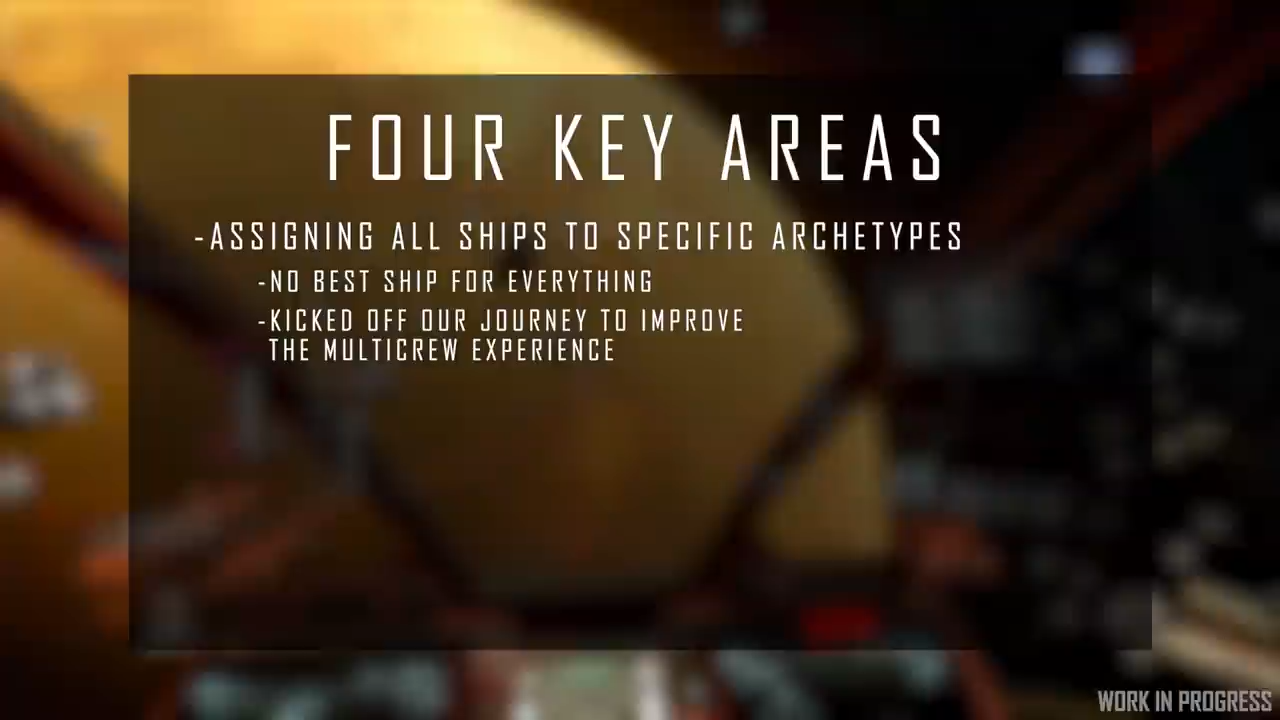 FOUR KEY AREAS
-ASSIGNING ALL SHIPS TO SPECIFIC ARCHETYPES
-NO BEST SHIP FOR EVERYTHING
-KICKED OFF OUR JOURNEY TO IMPROVE
THE MULTICREW EXPERIENCE
WORK IN PROGRESS